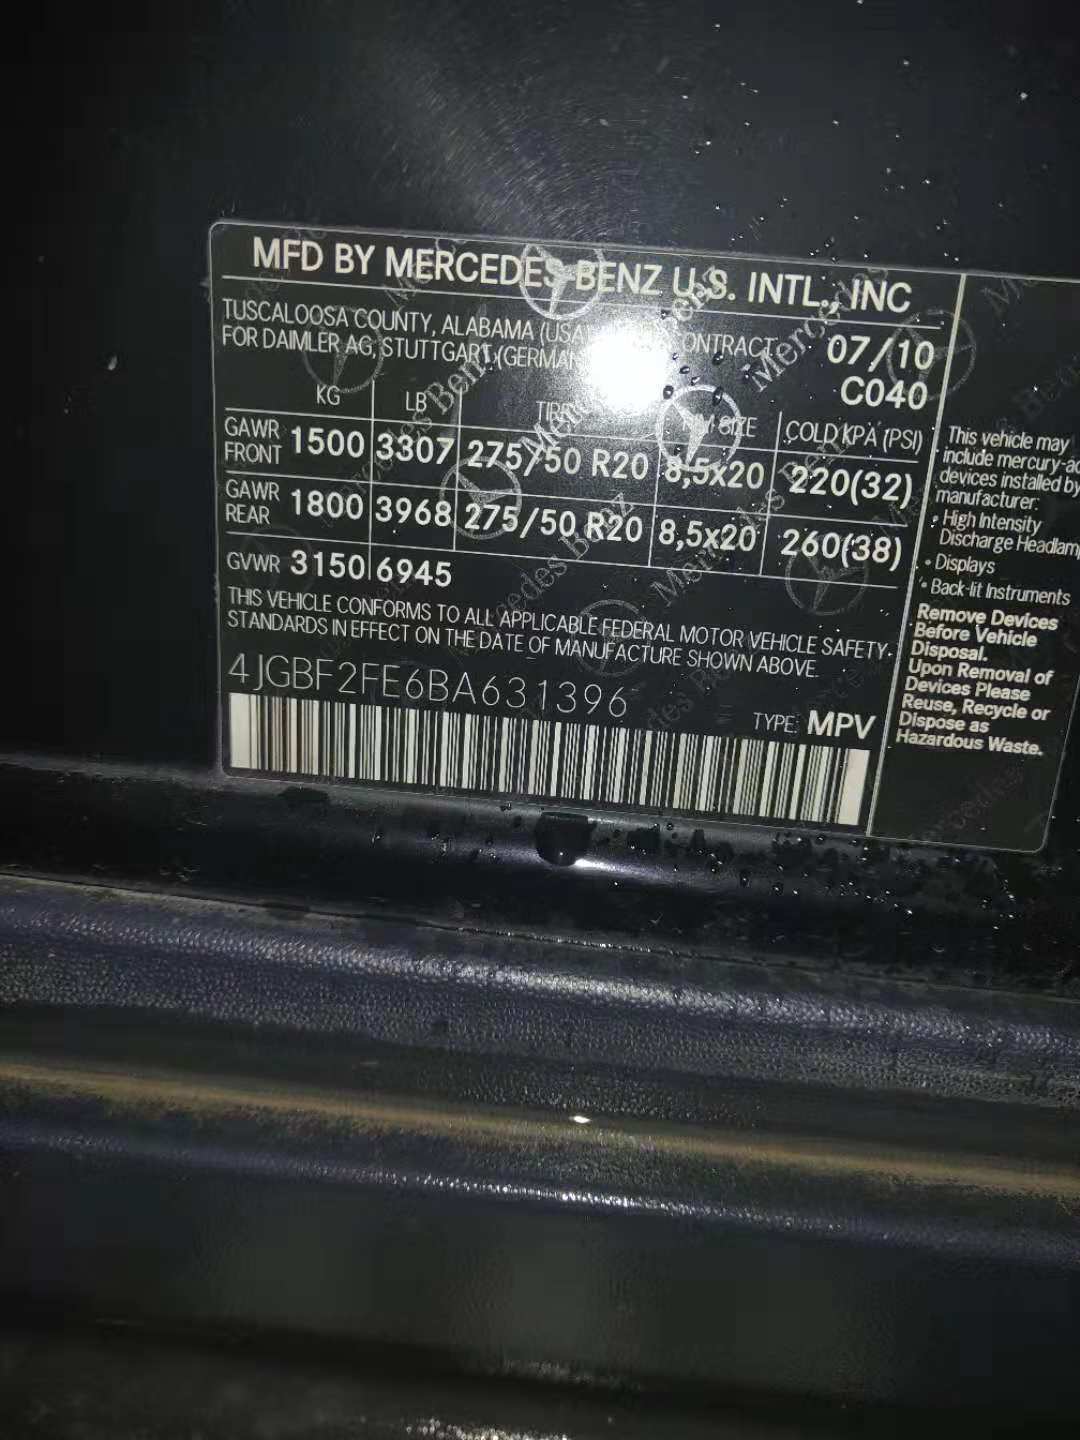 MFD BY MERCEDES BENZ U.S. INTL., INC
TUSCALOOSA COUNTY, ALABAMA (USA)
FOR DAIMLER AG, STUTTGART (GERMAN
07/10
C040
KG LB COLD KPA (PSI)
GAWR FRONT 1500 3307 275/50 R20 8,5x20 220(32)
GAWR REAR 1800 3968 275/50 R20 8,5x20 260(38)
GVWR 3150 6945
THIS VEHICLE CONFORMS TO ALL APPLICABLE FEDERAL MOTOR VEHICLE SAFETY
STANDARDS IN EFFECT ON THE DATE OF MANUFACTURE SHOWN ABOVE.
4JGBF2FE6BA631396
TYPE: MPV
This vehicle may
include mercury-ad
devices installed by
manufacturer:
• High Intensity
Discharge Headlam
• Displays
• Back-lit Instruments
Remove Devices
Before Vehicle
Disposal.
Upon Removal of
Devices Please
Reuse, Recycle or
Dispose as
Hazardous Waste.